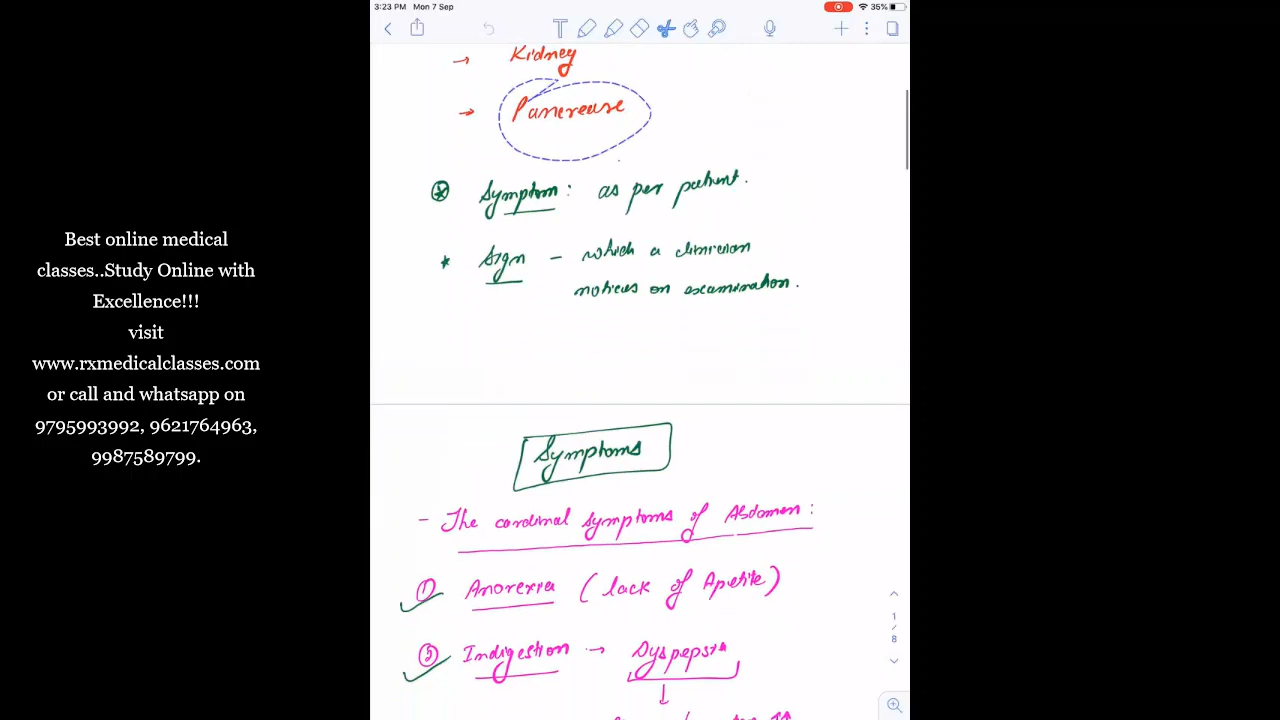 3:23 PM Mon 7 Sep
35%
→ Kidney
→ Pancrease
Symptom : as per patient.
* Sign – which a clinician
notices on examination.
Best online medical
classes..Study Online with
Excellence!!!
visit
www.rxmedicalclasses.com
or call and whatsapp on
9795993992, 9621764963,
9987589799.
Symptoms
- The cardinal symptoms of Abdomen :
① Anorexia ( lack of Apetite )
② Indigestion → Dyspepsia
1
/
8